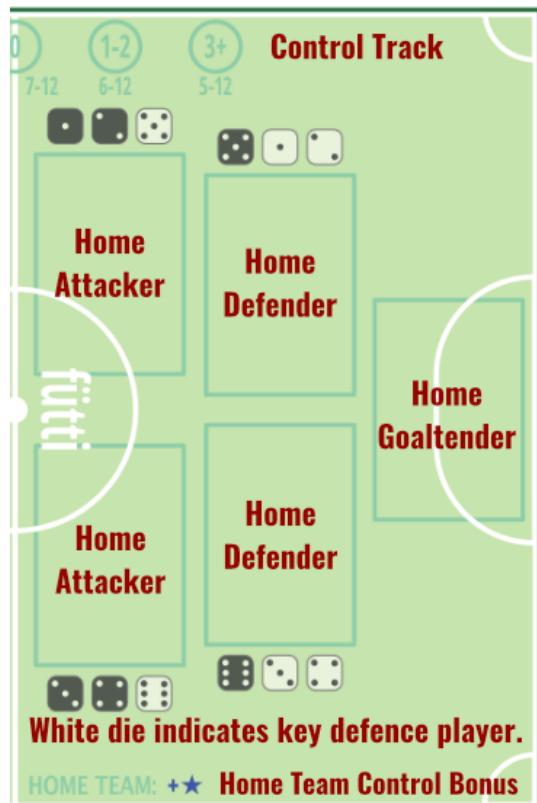 0 1-2 3+ Control Track
7-12 6-12 5-12
Home
Attacker
Home
Defender
Home
Goaltender
fütti
Home
Attacker
Home
Defender
White die indicates key defence player.
HOME TEAM: +★ Home Team Control Bonus